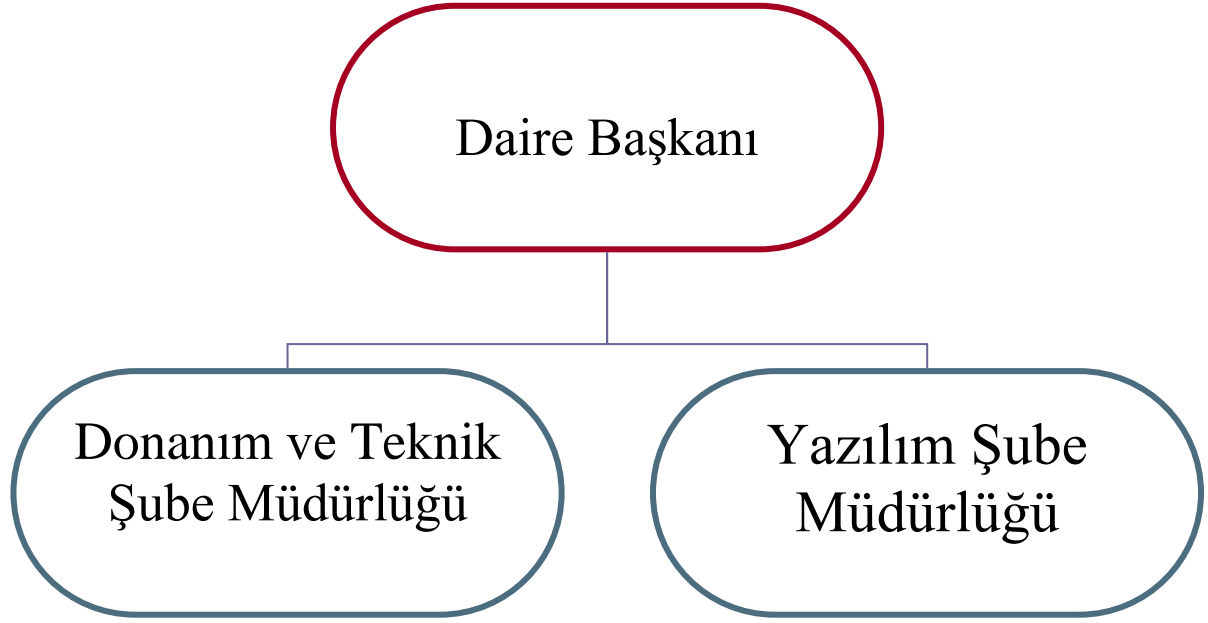 Daire Başkanı
Donanım ve Teknik
Şube Müdürlüğü
Yazılım Şube
Müdürlüğü